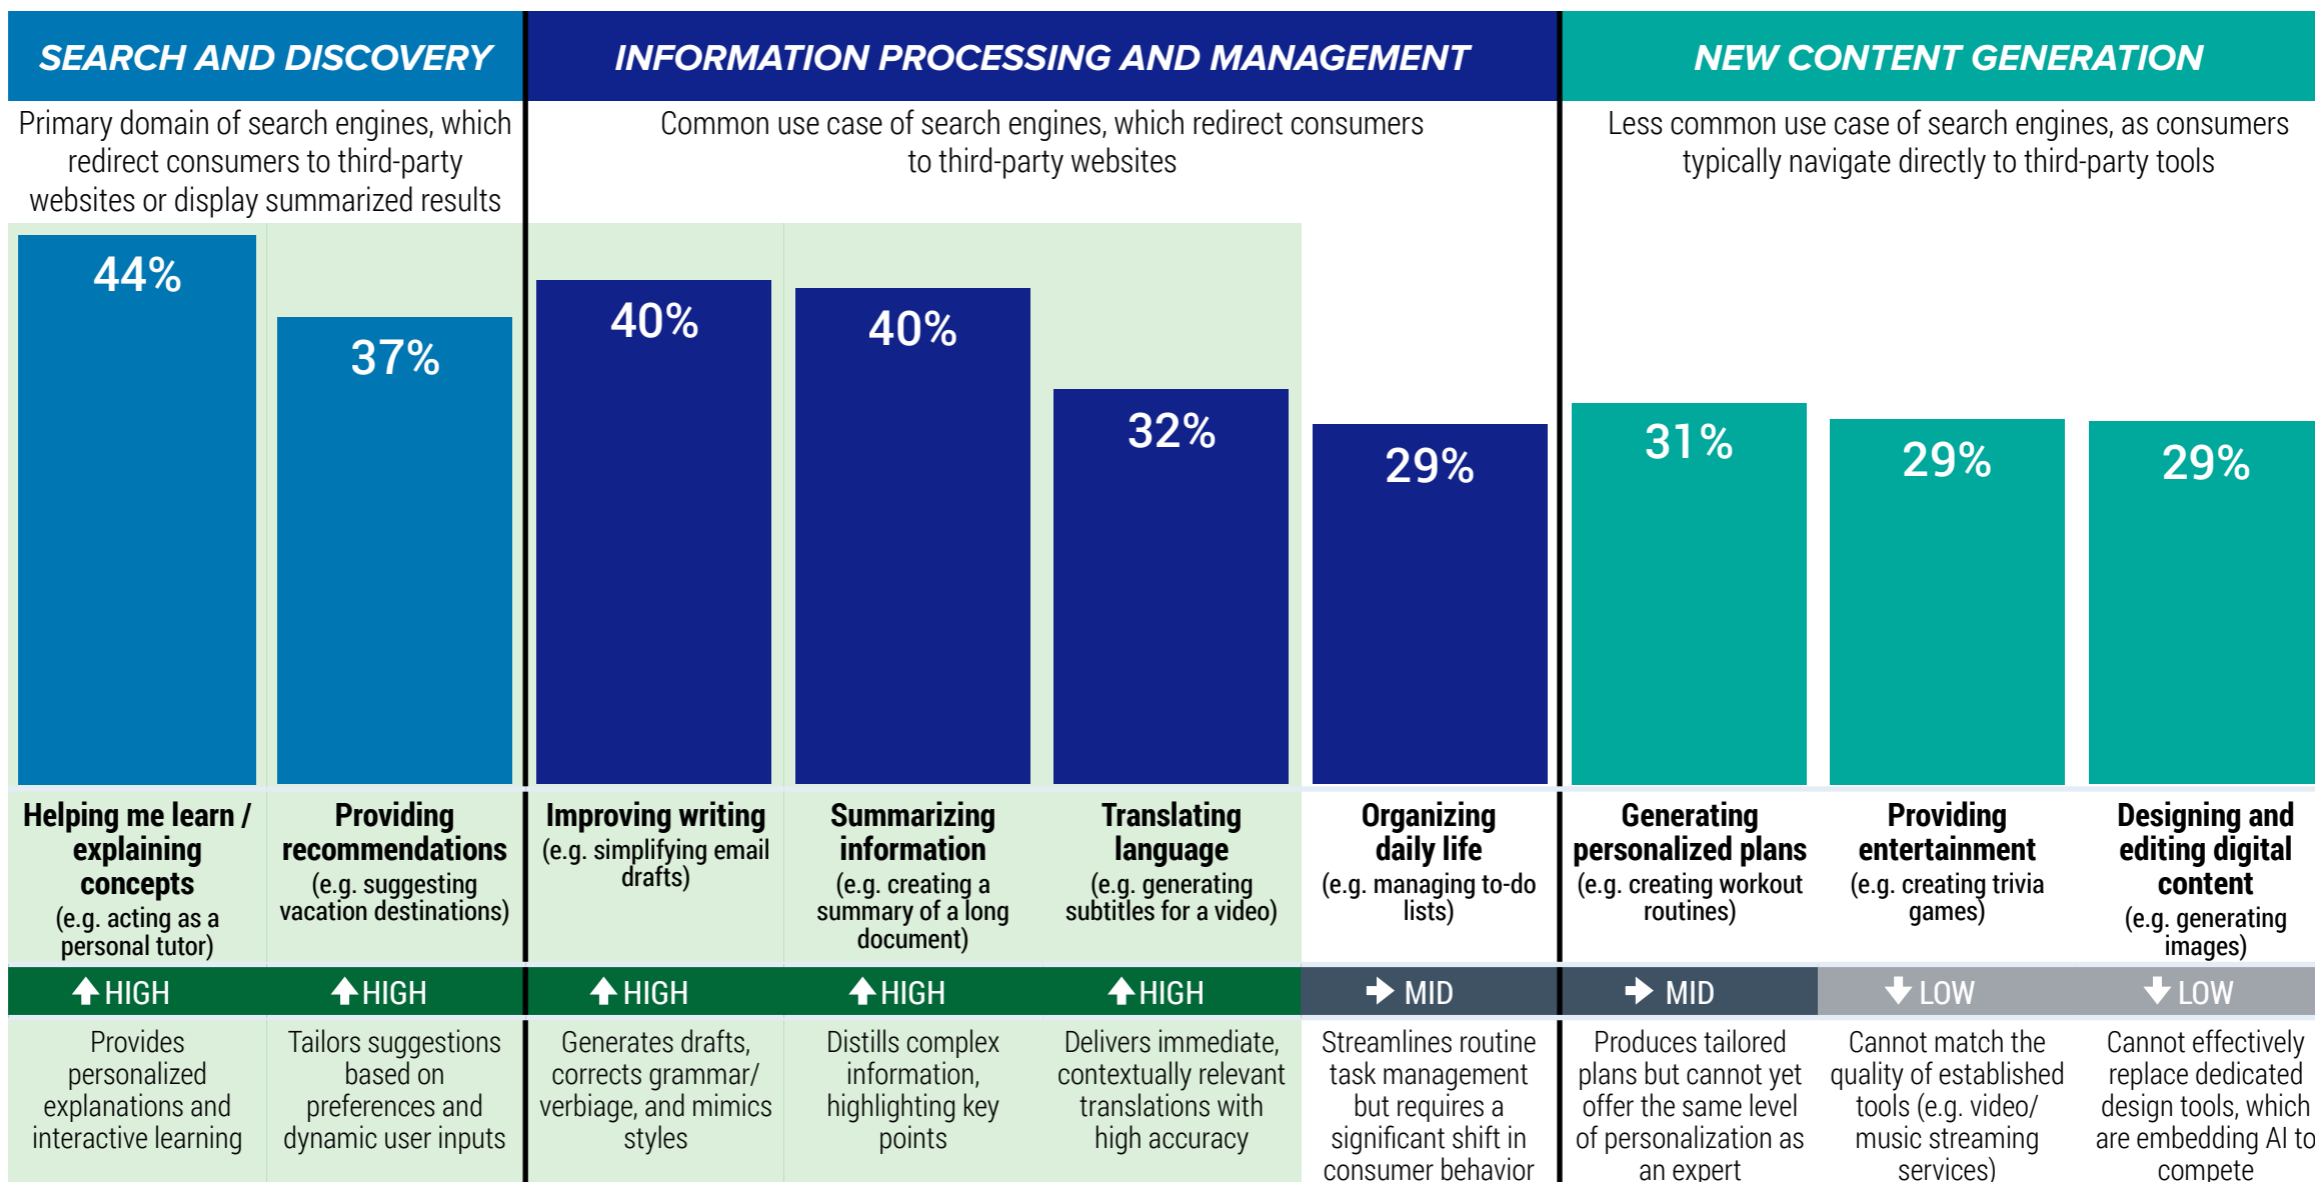 SEARCH AND DISCOVERY
Primary domain of search engines, which
redirect consumers to third-party
websites or display summarized results
INFORMATION PROCESSING AND MANAGEMENT
Common use case of search engines, which redirect consumers
to third-party websites
NEW CONTENT GENERATION
Less common use case of search engines, as consumers
typically navigate directly to third-party tools
44%
37%
40%
40%
32%
29%
31%
29%
29%
Helping me learn /
explaining
concepts
(e.g. acting as a
personal tutor)
Providing
recommendations
(e.g. suggesting
vacation destinations)
Improving writing
(e.g. simplifying email
drafts)
Summarizing
information
(e.g. creating a
summary of a long
document)
Translating
language
(e.g. generating
subtitles for a video)
Organizing
daily life
(e.g. managing to-do
lists)
Generating
personalized plans
(e.g. creating workout
routines)
Providing
entertainment
(e.g. creating trivia
games)
Designing and
editing digital
content
(e.g. generating
images)
HIGH
HIGH
HIGH
HIGH
HIGH
MID
MID
LOW
LOW
Provides
personalized
explanations and
interactive learning
Tailors suggestions
based on
preferences and
dynamic user inputs
Generates drafts,
corrects grammar/
verbiage, and mimics
styles
Distills complex
information,
highlighting key
points
Delivers immediate,
contextually relevant
translations with
high accuracy
Streamlines routine
task management
but requires a
significant shift in
consumer behavior
Produces tailored
plans but cannot yet
offer the same level
of personalization as
an expert
Cannot match the
quality of established
tools (e.g. video/
music streaming
services)
Cannot effectively
replace dedicated
design tools, which
are embedding AI to
compete